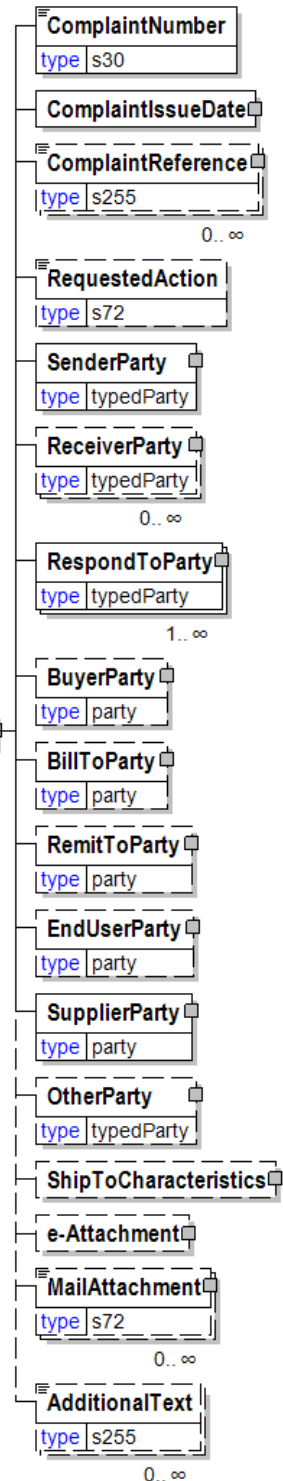 ComplaintNumber
type s30
ComplaintIssueDate
ComplaintReference
type s255
0.. ∞
RequestedAction
type s72
SenderParty
type typedParty
ReceiverParty
type typedParty
0.. ∞
RespondToParty
type typedParty
1.. ∞
BuyerParty
type party
BillToParty
type party
RemitToParty
type party
EndUserParty
type party
SupplierParty
type party
OtherParty
type typedParty
ShipToCharacteristics
e-Attachment
MailAttachment
type s72
0.. ∞
AdditionalText
type s255
0.. ∞